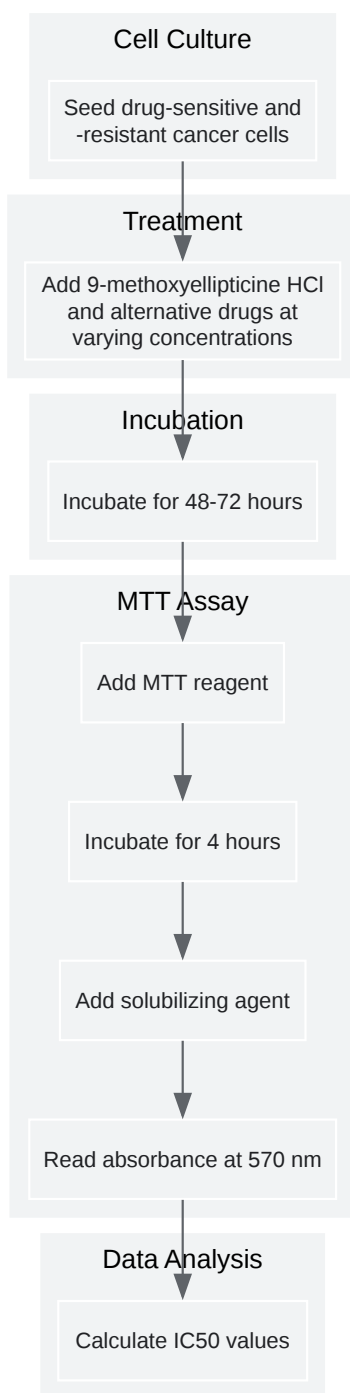 Cell Culture
Seed drug-sensitive and
-resistant cancer cells
Treatment
Add 9-methoxyellipticine HCl
and alternative drugs at
varying concentrations
Incubation
Incubate for 48-72 hours
MTT Assay
Add MTT reagent
Incubate for 4 hours
Add solubilizing agent
Read absorbance at 570 nm
Data Analysis
Calculate IC50 values